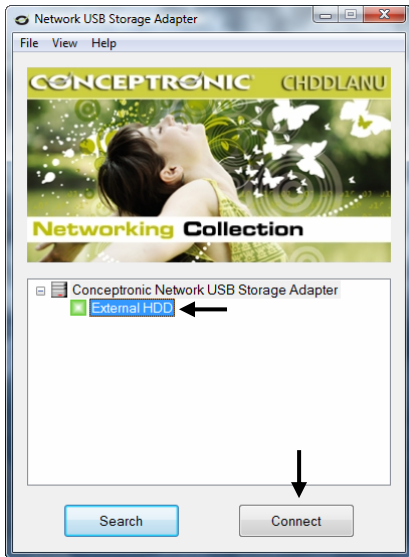 Network USB Storage Adapter
File View Help
CONCEPTRONIC CHDDLANU
Networking Collection
Conceptronic Network USB Storage Adapter
External HDD
Search Connect